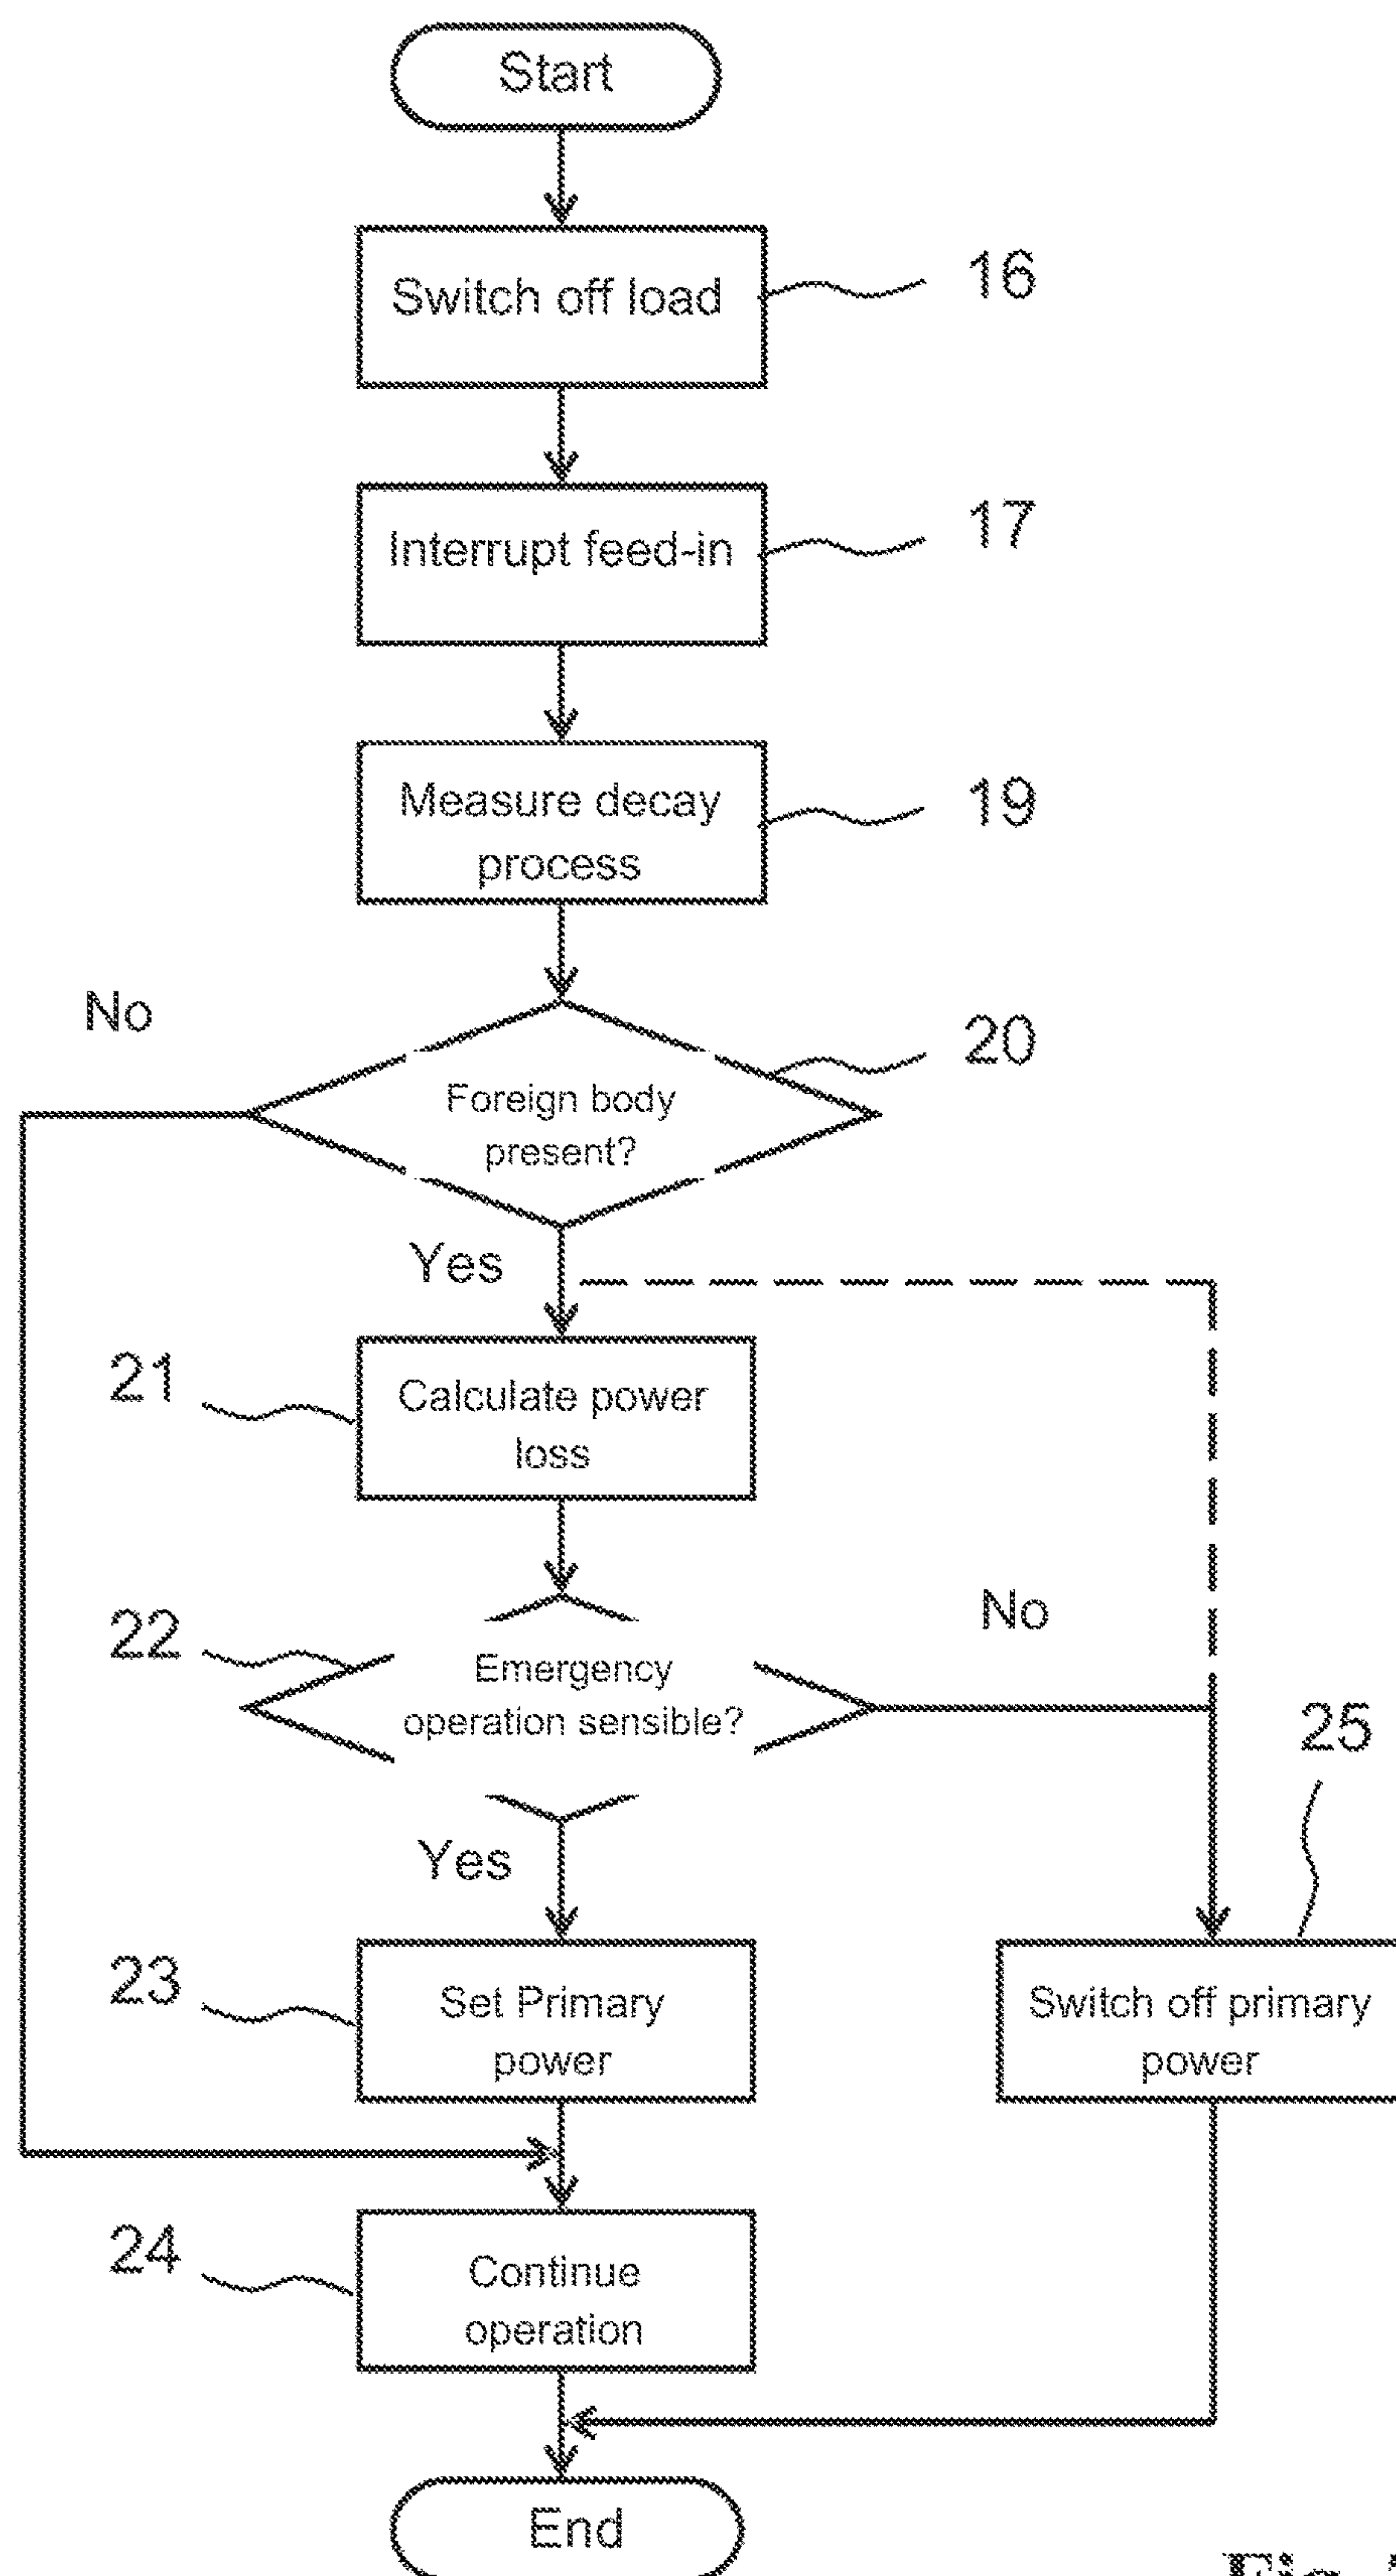 Start
Switch off load
16
Interrupt feed-in
17
Measure decay
process
19
No
20
Foreign body
present?
Yes
21
Calculate power
loss
22
Emergency
operation sensible?
No
25
Yes
23
Set Primary
power
Switch off primary
power
24
Continue
operation
End